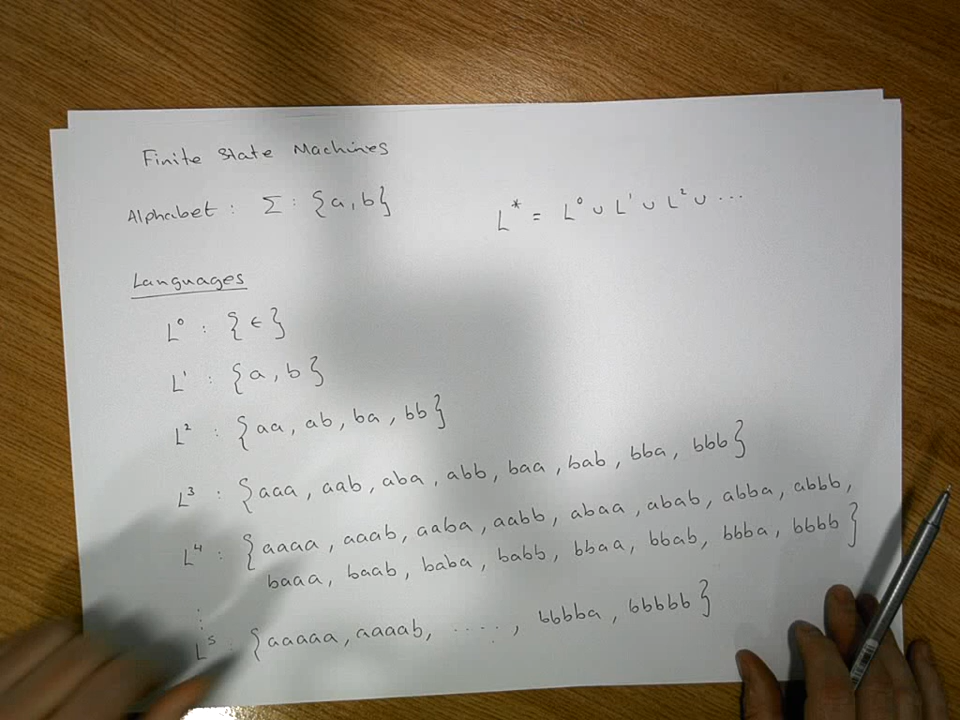 Finite State Machines
Alphabet : Σ : {a, b}
L* = L⁰ ∪ L¹ ∪ L² ∪ ...
Languages
L⁰ : {ϵ}
L¹ : {a, b}
L² : {aa, ab, ba, bb}
L³ : {aaa, aab, aba, abb, baa, bab, bba, bbb}
L⁴ : {aaaa, aaab, aaba, aabb, abaa, abab, abba, abbb,
baaa, baab, baba, babb, bbaa, bbab, bbba, bbbb}
⋮
L⁵ : {aaaaa, aaaab, ....., bbbba, bbbbb}